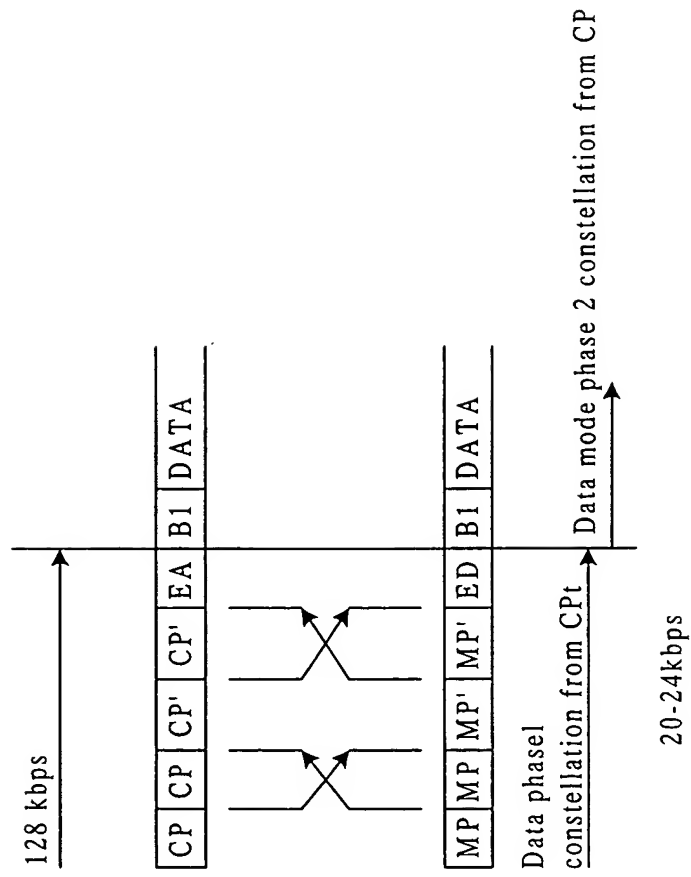 128 kbps
CP CP CP' CP' EA B1 DATA
MP MP MP' MP' ED B1 DATA
Data phase1
constellation from CPt
Data mode phase 2 constellation from CP
20-24kbps